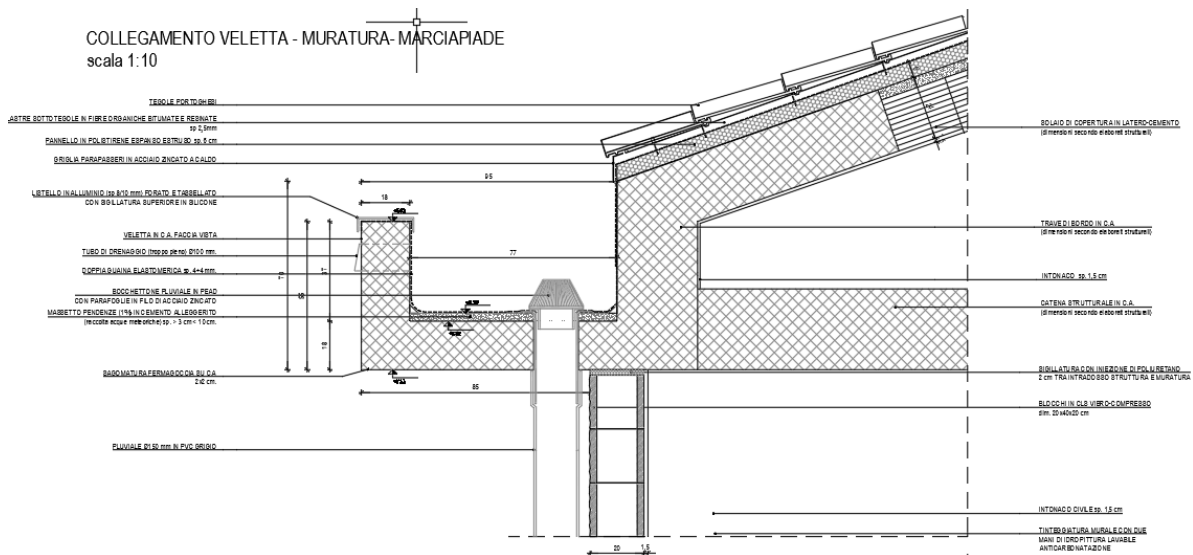 COLLEGAMENTO VELETTA - MURATURA- MARCIAPIADE
scala 1:10
TEGOLE PORTOGHESI
LASTRE SOTTOTEGOLE IN FIBRE ORGANICHE BITUMATE E RESINATE
sp 2,6mm
PANNELLO IN POLISTIRENE ESPANSO ESTRUSO sp. 6 cm
GRIGLIA PARAPASSERI IN ACCIAIO ZINCATO A CALDO
LISTELLO IN ALLUMINIO (sp 8/10 mm) FORATO E TASSELLATO
CON SIGILLATURA SUPERIORE IN SILICONE
VELETTA IN C.A. FACCIA VISTA
TUBO DI DRENAGGIO (troppo pieno) Ø100 mm.
DOPPIA GUAINA ELASTOMERICA sp. 4+4mm.
BOCCHETTONE PLUVIALE IN PEAD
CON PARAFOGLIE IN FILO DI ACCIAIO ZINCATO
MASSETTO PENDENZE (1%) IN CEMENTO ALLEGGERITO
(raccolta acque meteoriche) sp. > 3 cm < 10cm.
SAGOMATURA FERMAGOCCIA SU CA
2x2 cm.
PLUVIALE Ø150 mm IN PVC GRIGIO
95
18
77
70
55
37
18
85
20
1,5
SOLAIO DI COPERTURA IN LATERO-CEMENTO
(dimensioni secondo elaborati strutturali)
TRAVE DI BORDO IN C.A.
(dimensioni secondo elaborati strutturali)
INTONACO sp. 1,5 cm
CATENA STRUTTURALE IN C.A.
(dimensioni secondo elaborati strutturali)
SIGILLATURA CON INIEZIONE DI POLIURETANO
2 cm TRA INTRADOSSO STRUTTURA E MURATURA
BLOCCHI IN CLS VIBRO-COMPRESSO
dim. 20x40x20 cm
INTONACO CIVILE sp. 1,5 cm
TINTEGGIATURA MURALE CON DUE
MANI DI IDROPITTURA LAVABILE
ANTICARBONATAZIONE